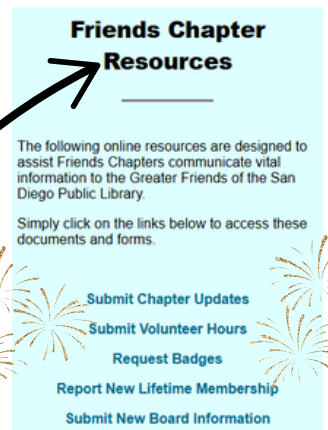 Friends Chapter
Resources
The following online resources are designed to
assist Friends Chapters communicate vital
information to the Greater Friends of the San
Diego Public Library.
Simply click on the links below to access these
documents and forms.
Submit Chapter Updates
Submit Volunteer Hours
Request Badges
Report New Lifetime Membership
Submit New Board Information